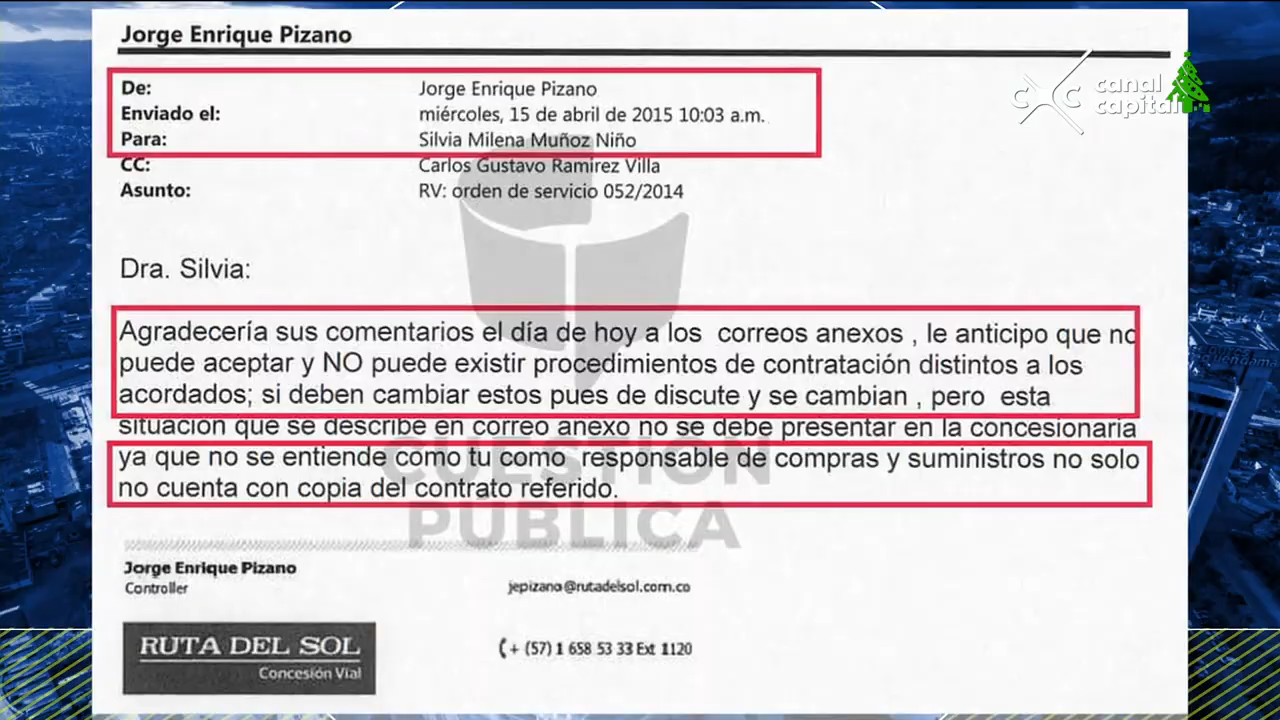 Jorge Enrique Pizano
canal
capital
De: Jorge Enrique Pizano
Enviado el: miércoles, 15 de abril de 2015 10:03 a.m.
Para: Silvia Milena Muñoz Niño
CC: Carlos Gustavo Ramirez Villa
Asunto: RV: orden de servicio 052/2014
Dra. Silvia:
Agradecería sus comentarios el día de hoy a los correos anexos , le anticipo que no
puede aceptar y NO puede existir procedimientos de contratación distintos a los
acordados; si deben cambiar estos pues de discute y se cambian , pero esta
situación que se describe en correo anexo no se debe presentar en la concesionaria
ya que no se entiende como tu como responsable de compras y suministros no solo
no cuenta con copia del contrato referido.
CUESTIÓN
PÚBLICA
Jorge Enrique Pizano
Controller jepizano@rutadelsol.com.co
RUTA DEL SOL
Concesión Vial
+ (57) 1 658 53 33 Ext 1120